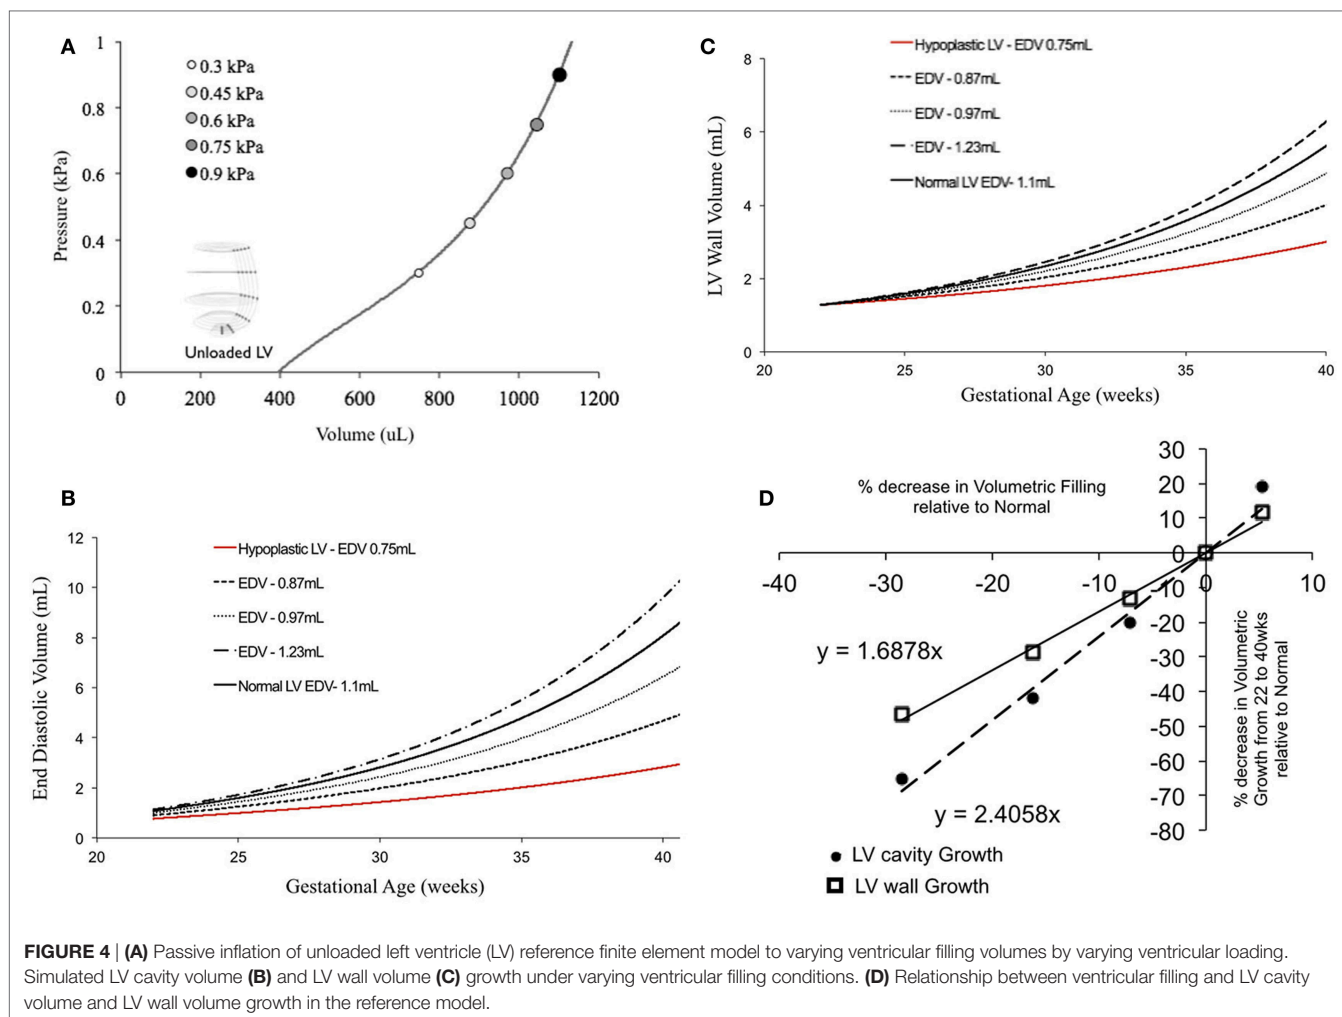 A
1
0.8
0.6
0.4
0.2
0
Pressure (kPa)
0.3 kPa
0.45 kPa
0.6 kPa
0.75 kPa
0.9 kPa
Unloaded LV
0 200 400 600 800 1000 1200
Volume (uL)
C
Hypoplastic LV - EDV 0.75mL
EDV - 0.87mL
EDV - 0.97mL
EDV - 1.23mL
Normal LV EDV- 1.1mL
8
6
4
2
0
LV Wall Volume (mL)
20 25 30 35 40
Gestational Age (weeks)
B
12
10
8
6
4
2
0
End Diastolic Volume (mL)
Hypoplastic LV - EDV 0.75mL
EDV - 0.87mL
EDV - 0.97mL
EDV - 1.23mL
Normal LV EDV- 1.1mL
20 25 30 35 40
Gestational Age (weeks)
D
% decrease in Volumetric Filling
relative to Normal
30
20
10
0
-10
-20
-30
-40
-50
-60
-70
-80
-40 -30 -20 -10 0 10
% decrease in Volumetric
Growth from 22 to 40wks
relative to Normal
y = 1.6878x
y = 2.4058x
LV cavity Growth
LV wall Growth
FIGURE 4 | (A) Passive inflation of unloaded left ventricle (LV) reference finite element model to varying ventricular filling volumes by varying ventricular loading.
Simulated LV cavity volume (B) and LV wall volume (C) growth under varying ventricular filling conditions. (D) Relationship between ventricular filling and LV cavity
volume and LV wall volume growth in the reference model.